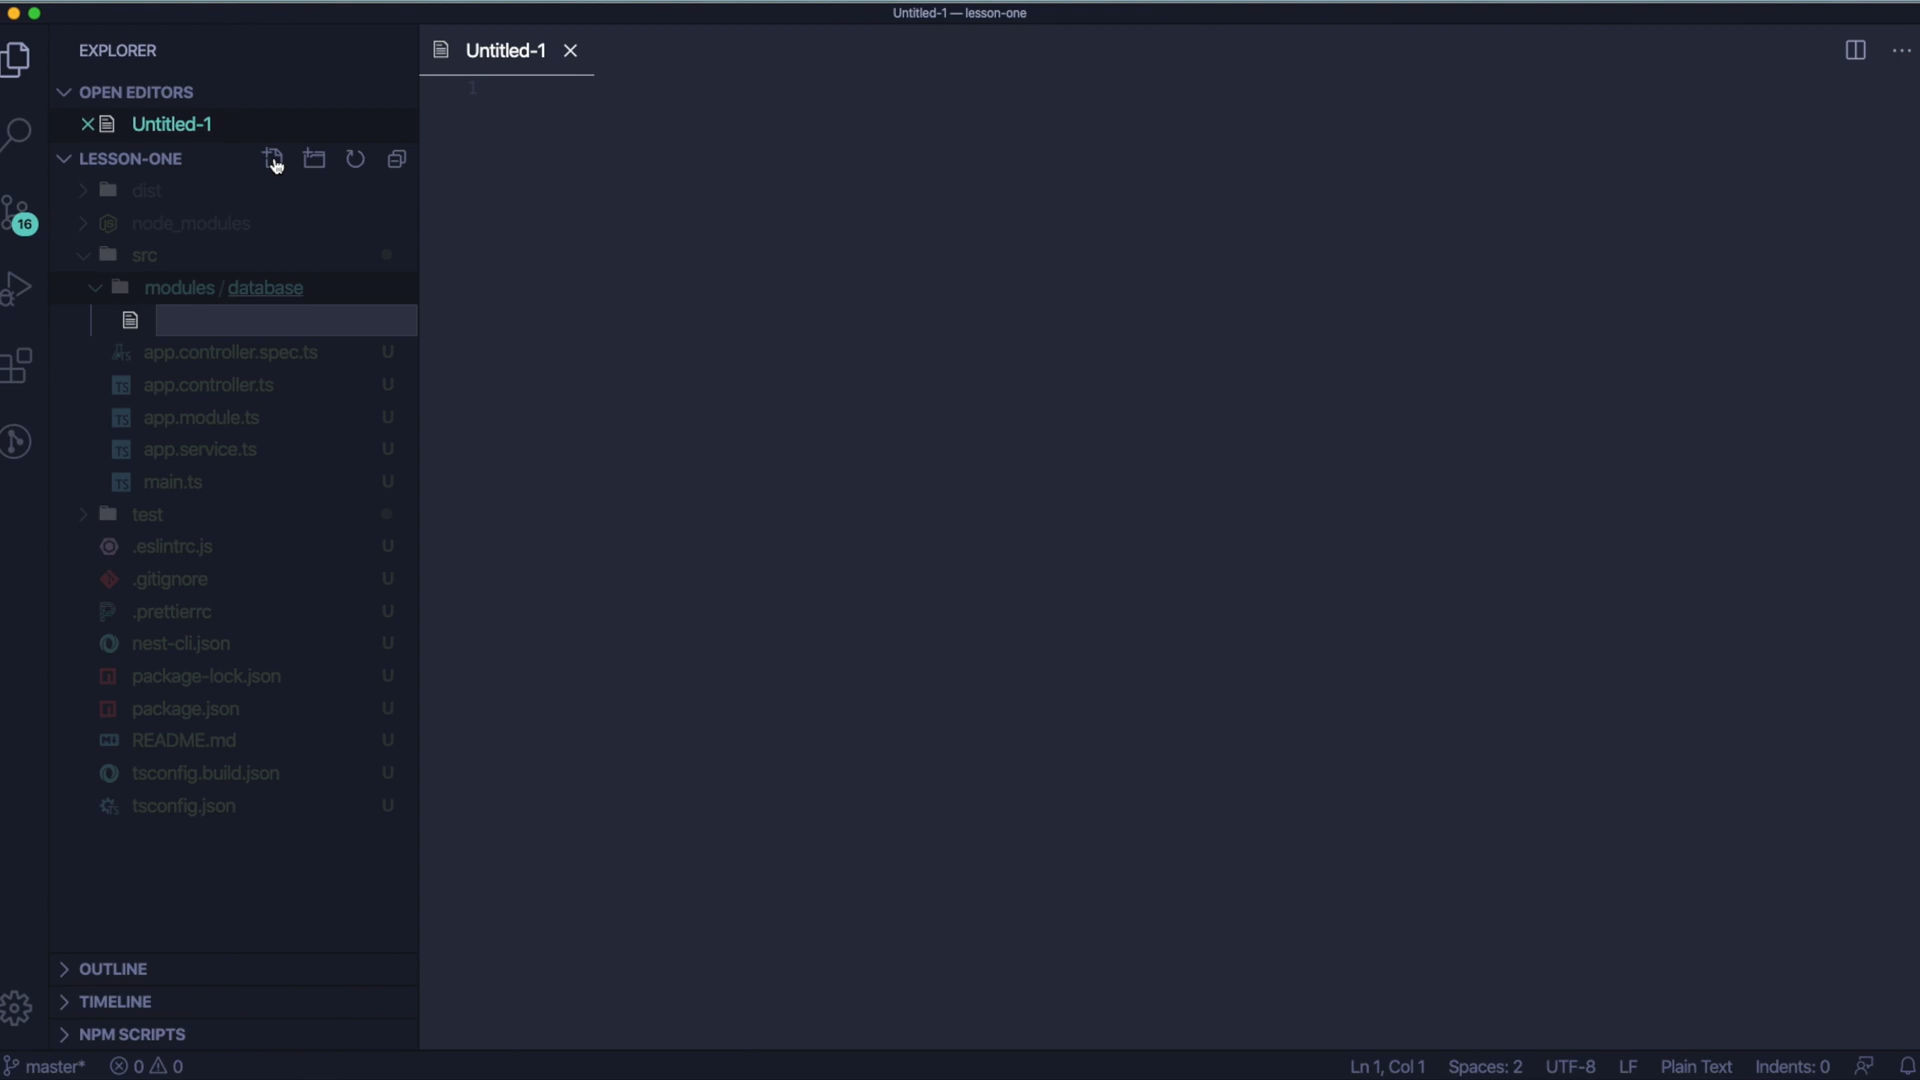 Untitled-1 — lesson-one
EXPLORER
Untitled-1
OPEN EDITORS
Untitled-1
1
LESSON-ONE
dist
node_modules
16
src
modules / database
app.controller.spec.ts U
app.controller.ts U
app.module.ts U
app.service.ts U
main.ts U
test
.eslintrc.js U
.gitignore U
.prettierrc U
nest-cli.json U
package-lock.json U
package.json U
README.md U
tsconfig.build.json U
tsconfig.json U
OUTLINE
TIMELINE
NPM SCRIPTS
master* 0 0 Ln 1, Col 1 Spaces: 2 UTF-8 LF Plain Text Indents: 0